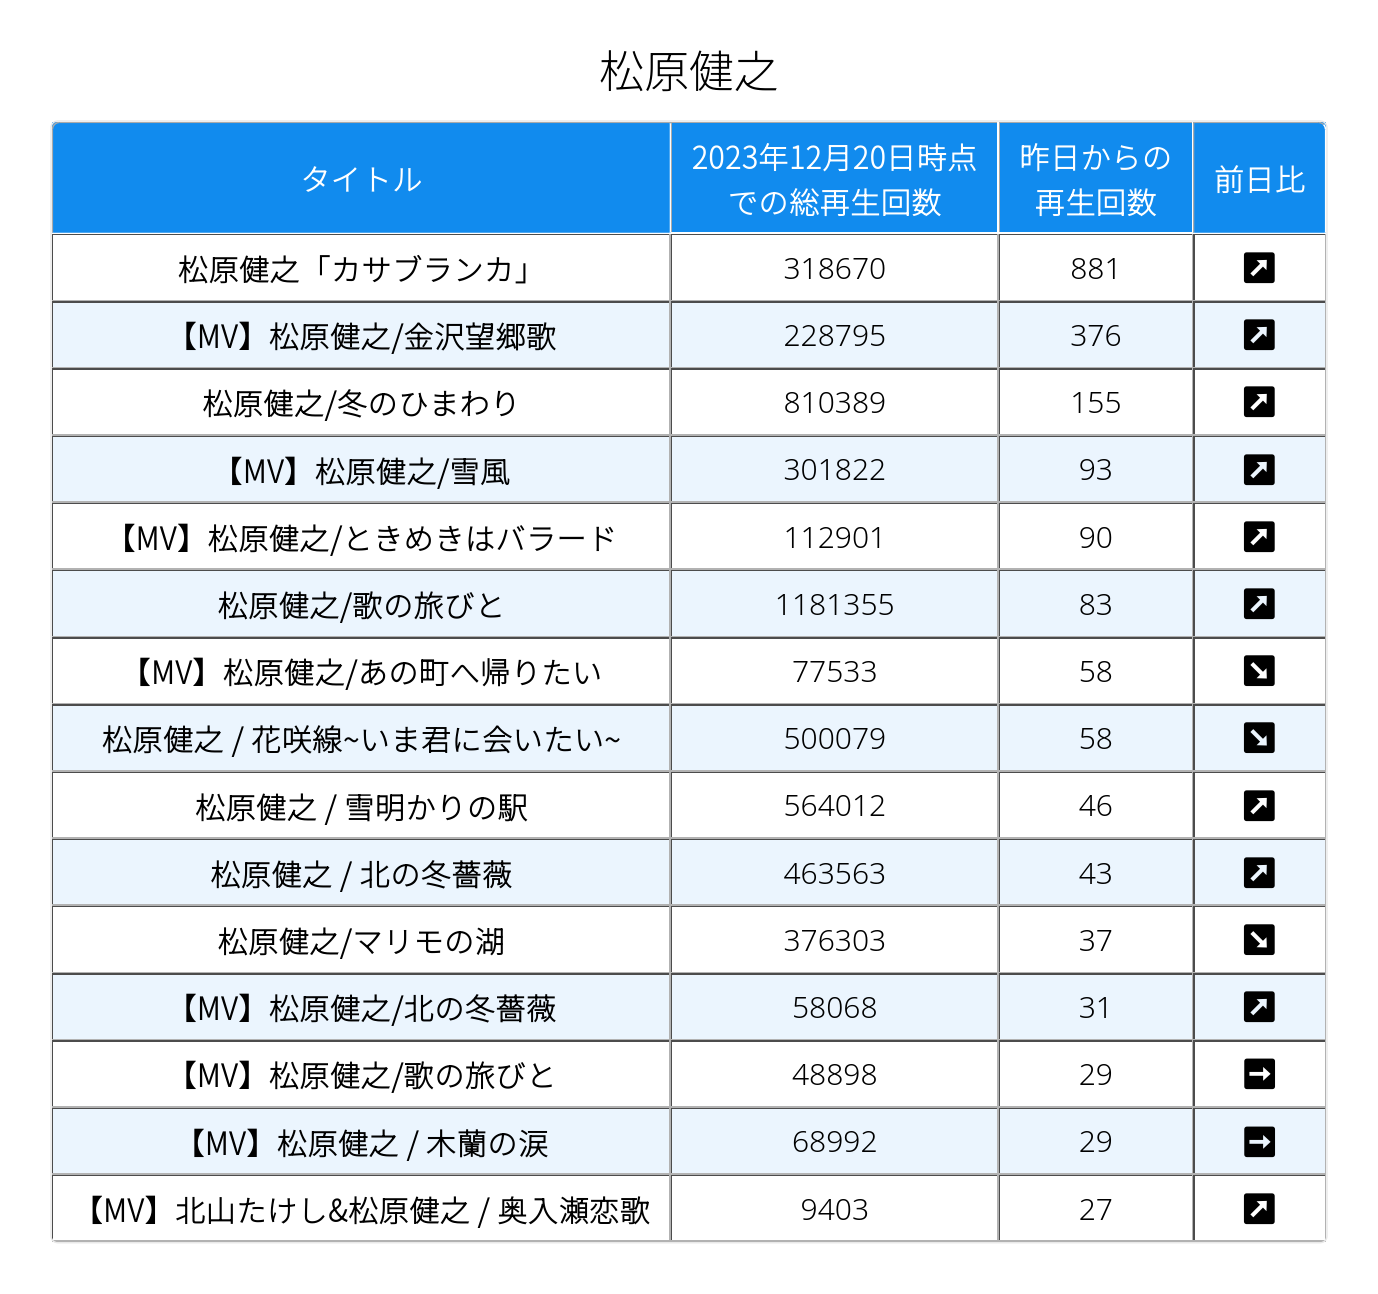 松原健之
タイトル
2023年12月20日時点
での総再生回数
昨日からの
再生回数
前日比
松原健之「カサブランカ」 318670 881 ↗
【MV】松原健之/金沢望郷歌 228795 376 ↗
松原健之/冬のひまわり 810389 155 ↗
【MV】松原健之/雪風 301822 93 ↗
【MV】松原健之/ときめきはバラード 112901 90 ↗
松原健之/歌の旅びと 1181355 83 ↗
【MV】松原健之/あの町へ帰りたい 77533 58 ↘
松原健之 / 花咲線~いま君に会いたい~ 500079 58 ↘
松原健之 / 雪明かりの駅 564012 46 ↗
松原健之 / 北の冬薔薇 463563 43 ↗
松原健之/マリモの湖 376303 37 ↘
【MV】松原健之/北の冬薔薇 58068 31 ↗
【MV】松原健之/歌の旅びと 48898 29 →
【MV】松原健之 / 木蘭の涙 68992 29 →
【MV】北山たけし&松原健之 / 奥入瀬恋歌 9403 27 ↗